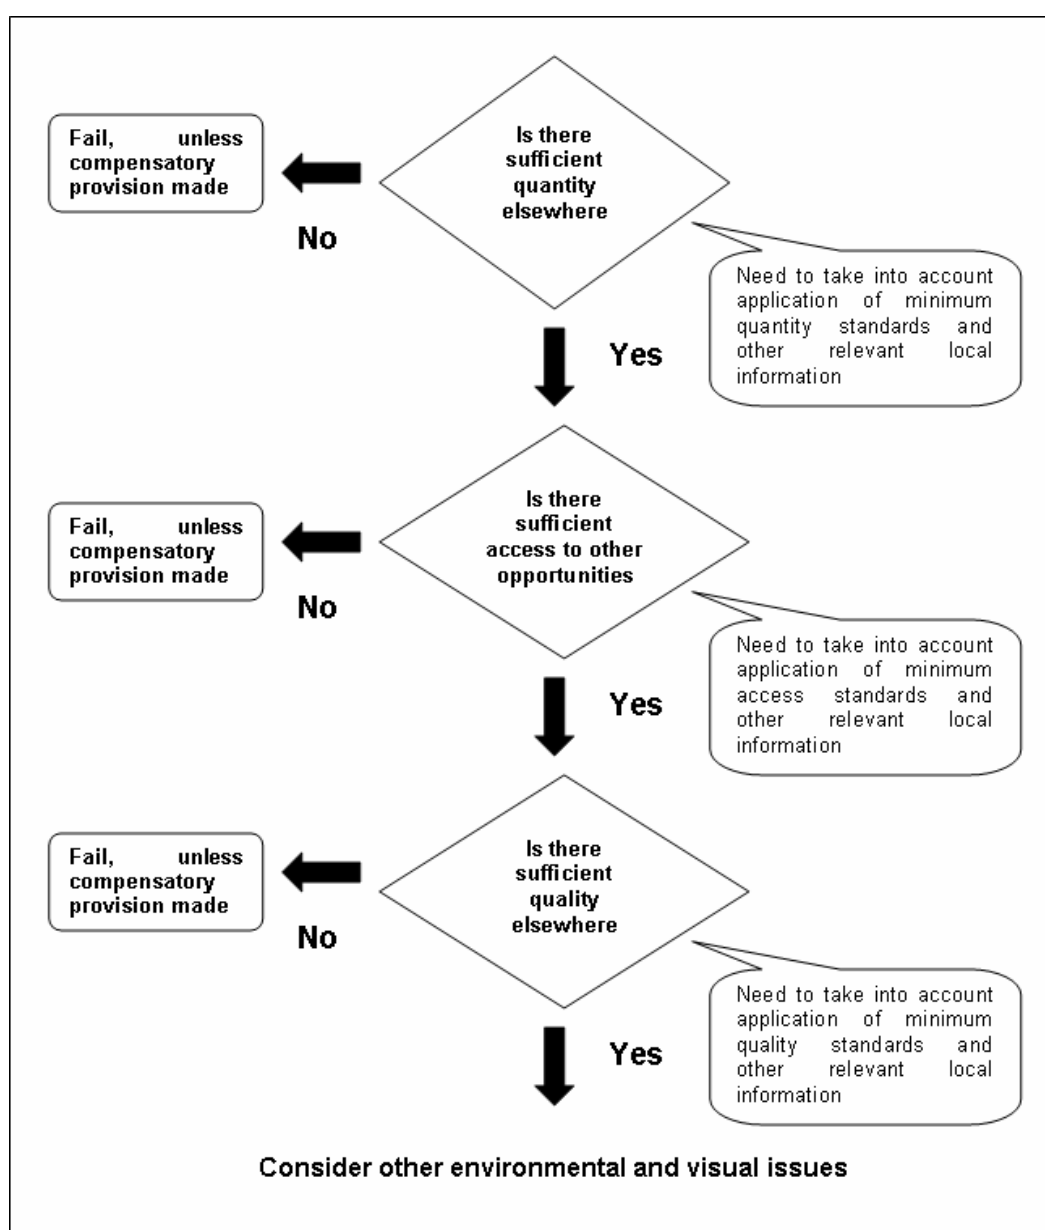 Is there
sufficient
quantity
elsewhere
Fail, unless
compensatory
provision made
No
Need to take into account
application of minimum
quantity standards and
other relevant local
information
Yes
Is there
sufficient
access to other
opportunities
Fail, unless
compensatory
provision made
No
Need to take into account
application of minimum
access standards and
other relevant local
information
Yes
Is there
sufficient
quality
elsewhere
Fail, unless
compensatory
provision made
No
Need to take into account
application of minimum
quality standards and
other relevant local
information
Yes
Consider other environmental and visual issues